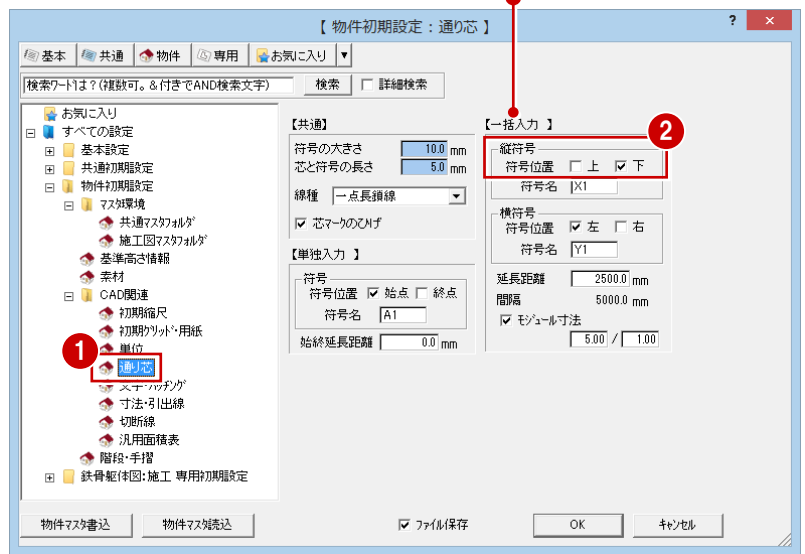 【 物件初期設定：通り芯 】
? ×
基本 共通 物件 専用 お気に入り ▼
検索ワードは？(複数可。＆付きでAND検索文字) 検索 詳細検索
お気に入り
すべての設定
基本設定
共通初期設定
物件初期設定
マスタ環境
共通マスタフォルダ
施工図マスタフォルダ
基準高さ情報
素材
CAD関連
初期縮尺
初期グリッド・用紙
単位
1
通り芯
文字・ハッチング
寸法・引出線
切断線
汎用面積表
階段・手摺
鉄骨躯体図：施工 専用初期設定
【共通】
符号の大きさ 10.0 mm
芯と符号の長さ 5.0 mm
線種 一点長鎖線
芯マークのひげ
【単独入力 】
符号
符号位置 始点 終点
符号名 A1
始終延長距離 0.0 mm
【一括入力 】
2
縦符号
符号位置 上 下
符号名 X1
横符号
符号位置 左 右
符号名 Y1
延長距離 2500.0 mm
間隔 5000.0 mm
モジュール寸法
5.00 / 1.00
物件マスタ書込 物件マスタ読込 ファイル保存 OK キャンセル